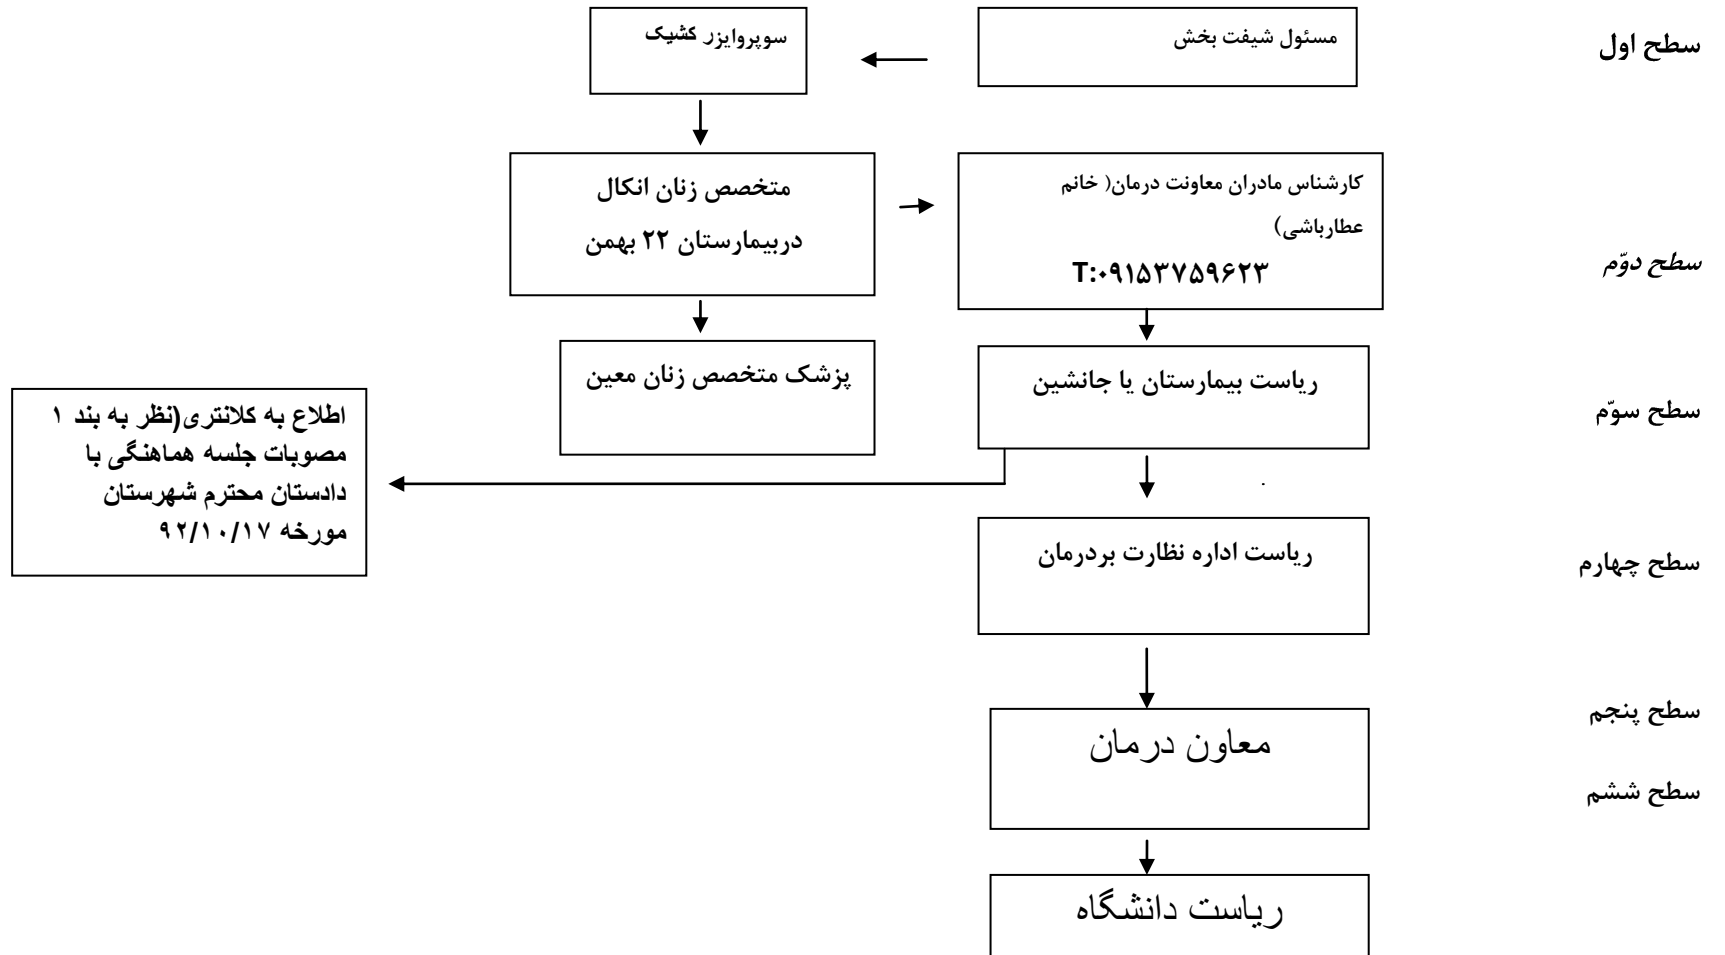 سطح اول
مسئول شیفت بخش
سوپروایزر کشیک
متخصص زنان انکال
دربیمارستان ۲۲ بهمن
کارشناس مادران معاونت درمان( خانم
عطارباشی)
T:۰۹۱۵۳۷۵۹۶۲۳
سطح دوّم
پزشک متخصص زنان معین
ریاست بیمارستان یا جانشین
سطح سوّم
اطلاع به کلانتری(نظر به بند ۱
مصوبات جلسه هماهنگی با
دادستان محترم شهرستان
مورخه ۹۲/۱۰/۱۷
ریاست اداره نظارت بردرمان
سطح چهارم
معاون درمان
سطح پنجم
سطح ششم
ریاست دانشگاه